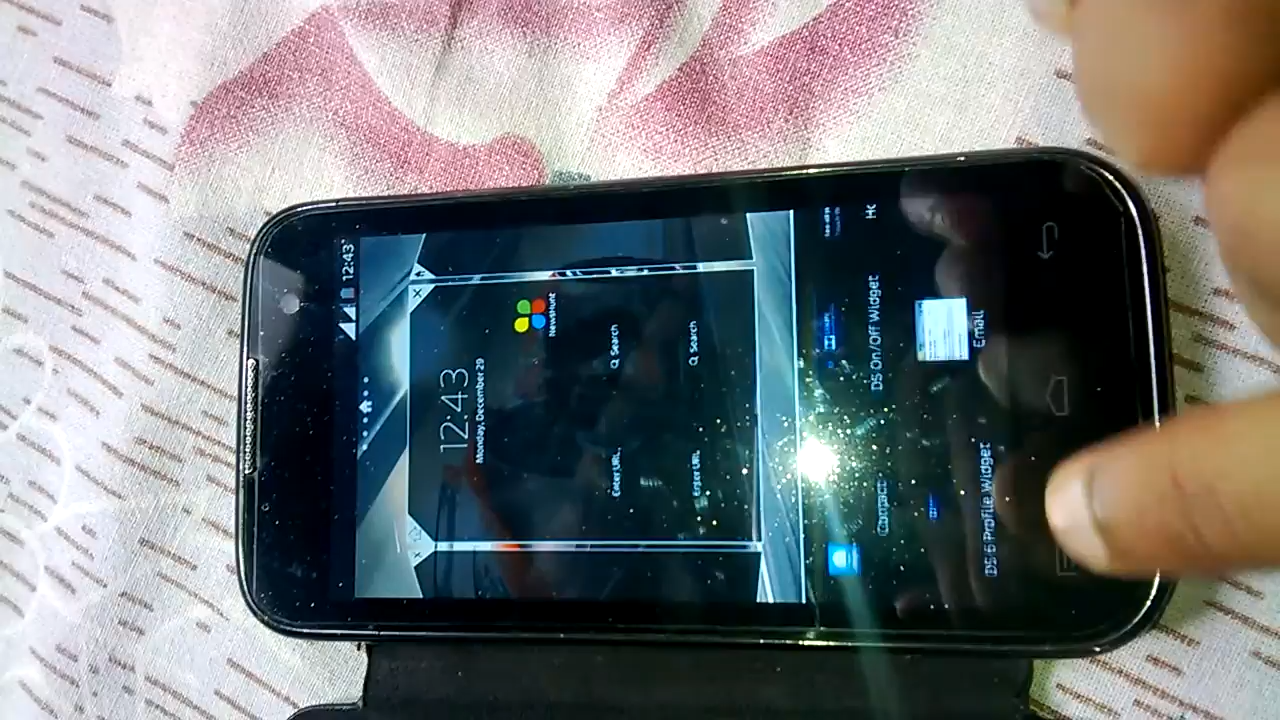 12:43
12:43
Monday, December 29
NewsHunt
Enter URL
Search
Enter URL
Search
Contact
DS On/Off Widget
DS 6 Profile Widget
Email